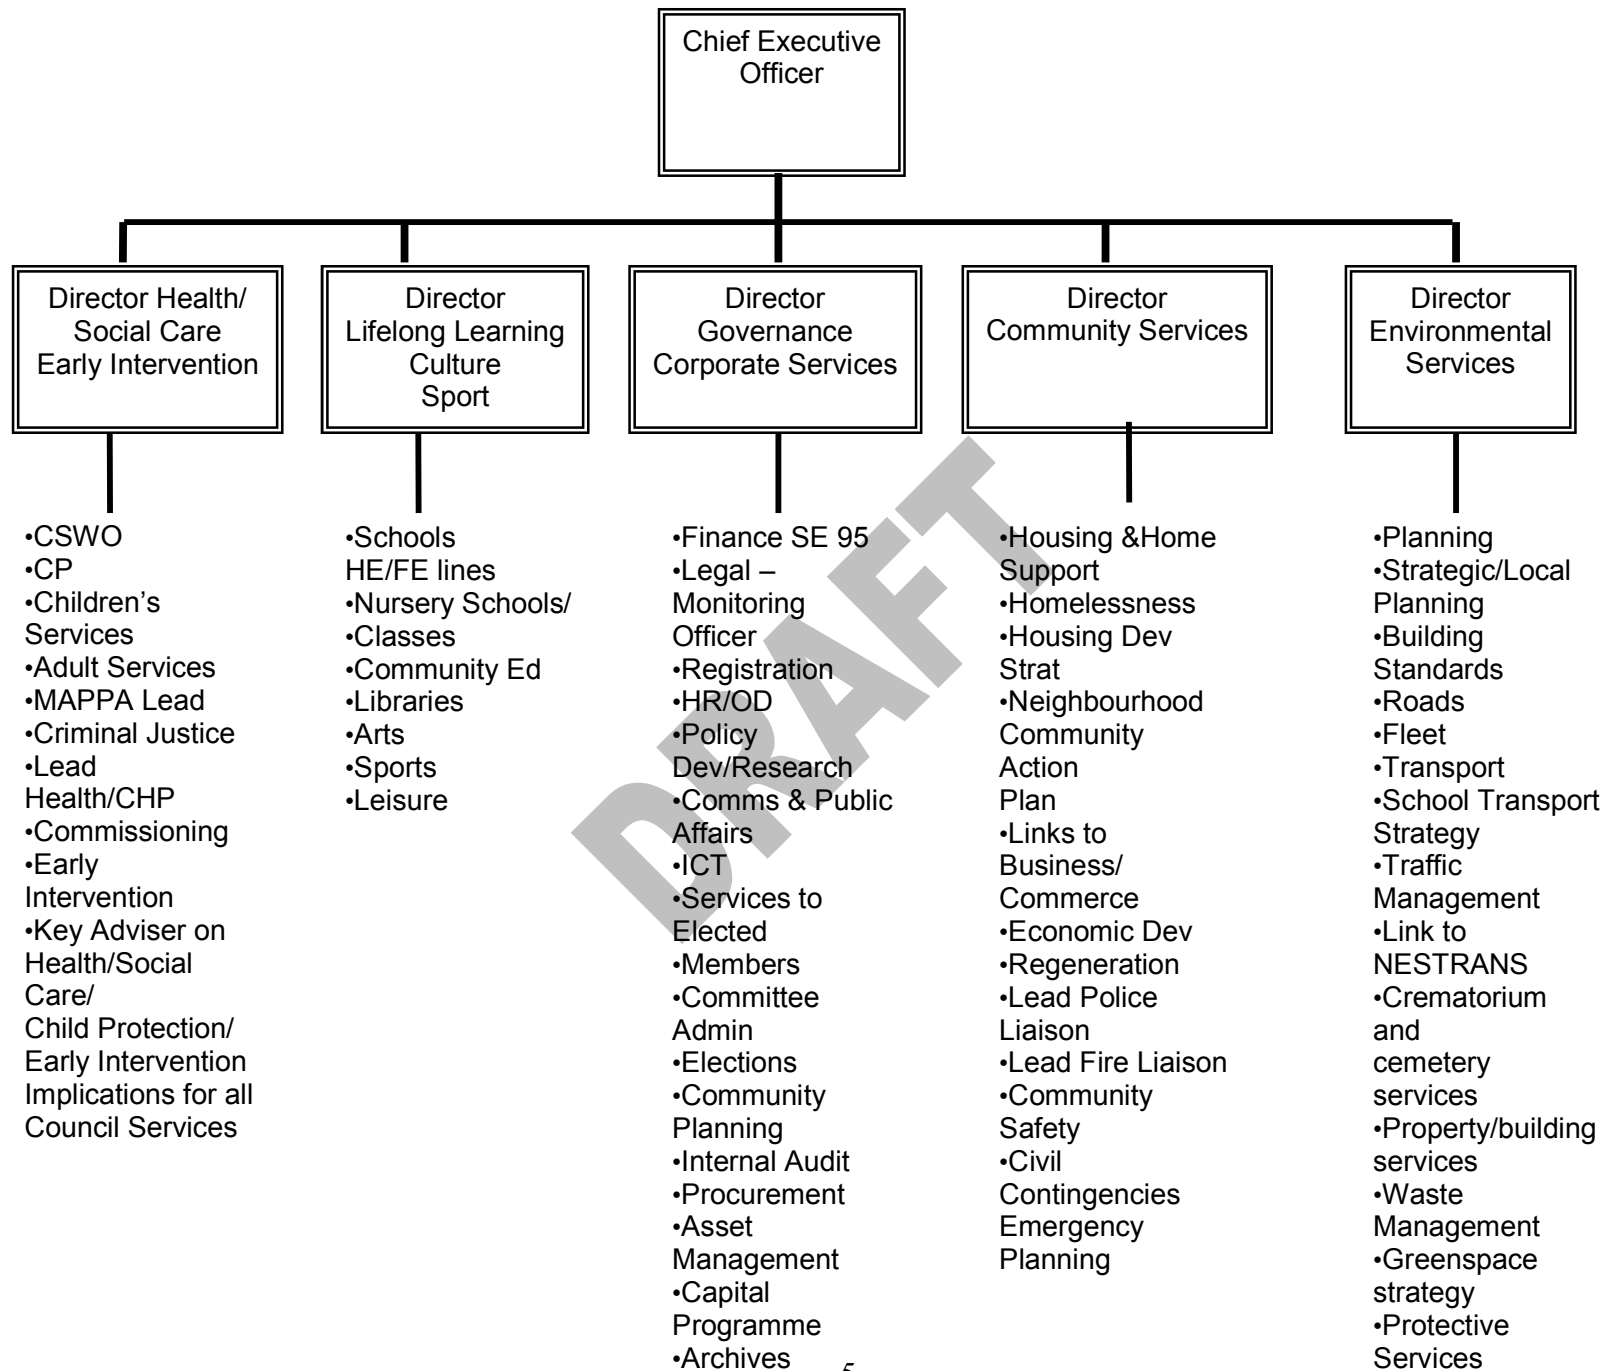 Chief Executive
Officer
Director Health/
Social Care
Early Intervention
Director
Lifelong Learning
Culture
Sport
Director
Governance
Corporate Services
Director
Community Services
Director
Environmental
Services
•CSWO
•CP
•Children's
Services
•Adult Services
•MAPPA Lead
•Criminal Justice
•Lead
Health/CHP
•Commissioning
•Early
Intervention
•Key Adviser on
Health/Social
Care/
Child Protection/
Early Intervention
Implications for all
Council Services
•Schools
HE/FE lines
•Nursery Schools/
•Classes
•Community Ed
•Libraries
•Arts
•Sports
•Leisure
•Finance SE 95
•Legal –
Monitoring
Officer
•Registration
•HR/OD
•Policy
Dev/Research
•Comms & Public
Affairs
•ICT
•Services to
Elected
•Members
•Committee
Admin
•Elections
•Community
Planning
•Internal Audit
•Procurement
•Asset
Management
•Capital
Programme
•Archives
•Housing &Home
Support
•Homelessness
•Housing Dev
Strat
•Neighbourhood
Community
Action
Plan
•Links to
Business/
Commerce
•Economic Dev
•Regeneration
•Lead Police
Liaison
•Lead Fire Liaison
•Community
Safety
•Civil
Contingencies
Emergency
Planning
•Planning
•Strategic/Local
Planning
•Building
Standards
•Roads
•Fleet
•Transport
•School Transport
Strategy
•Traffic
Management
•Link to
NESTRANS
•Crematorium
and
cemetery
services
•Property/building
services
•Waste
Management
•Greenspace
strategy
•Protective
Services
DRAFT
5